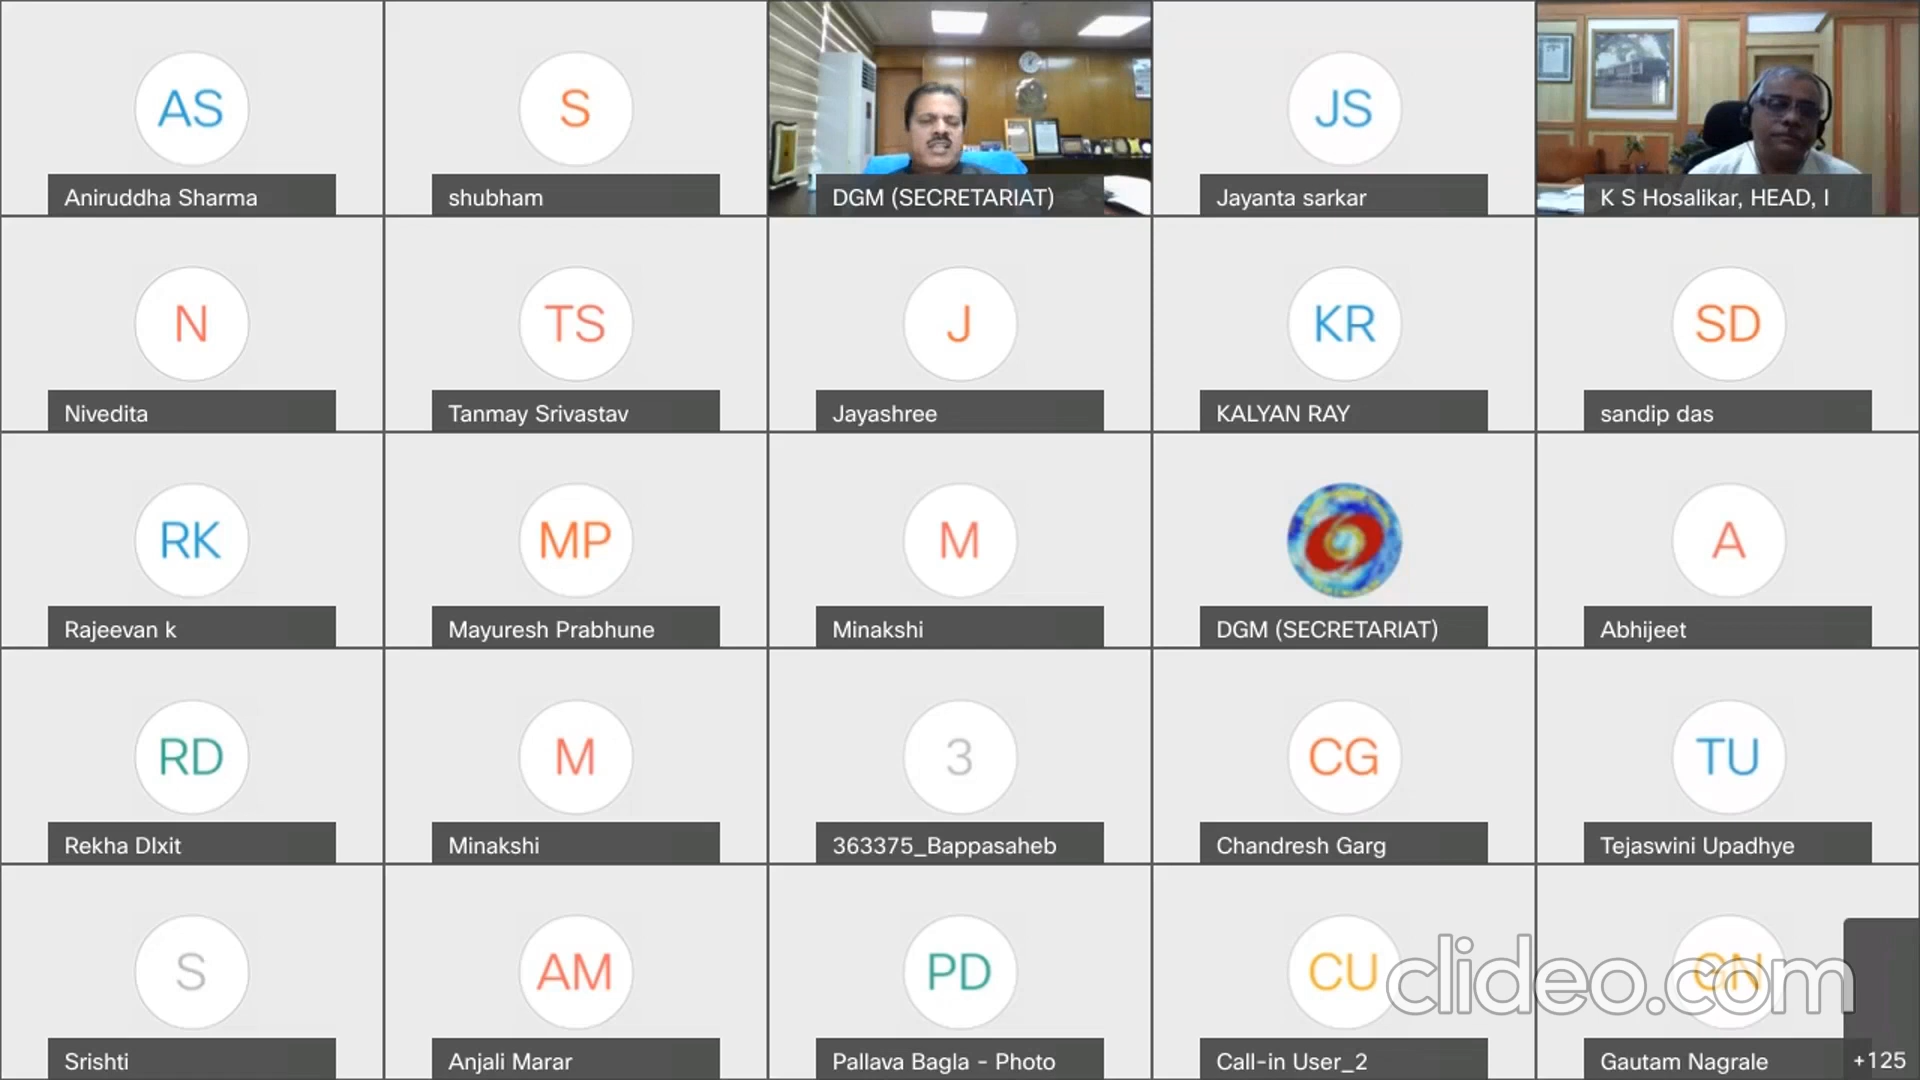 AS
Aniruddha Sharma
S
shubham
DGM (SECRETARIAT)
JS
Jayanta sarkar
K S Hosalikar, HEAD, I
N
Nivedita
TS
Tanmay Srivastav
J
Jayashree
KR
KALYAN RAY
SD
sandip das
RK
Rajeevan k
MP
Mayuresh Prabhune
M
Minakshi
DGM (SECRETARIAT)
A
Abhijeet
RD
Rekha DIxit
M
Minakshi
3
363375_Bappasaheb
CG
Chandresh Garg
TU
Tejaswini Upadhye
S
Srishti
AM
Anjali Marar
PD
Pallava Bagla - Photo
CU
Call-in User_2
GN
Gautam Nagrale
clideo.com
+125